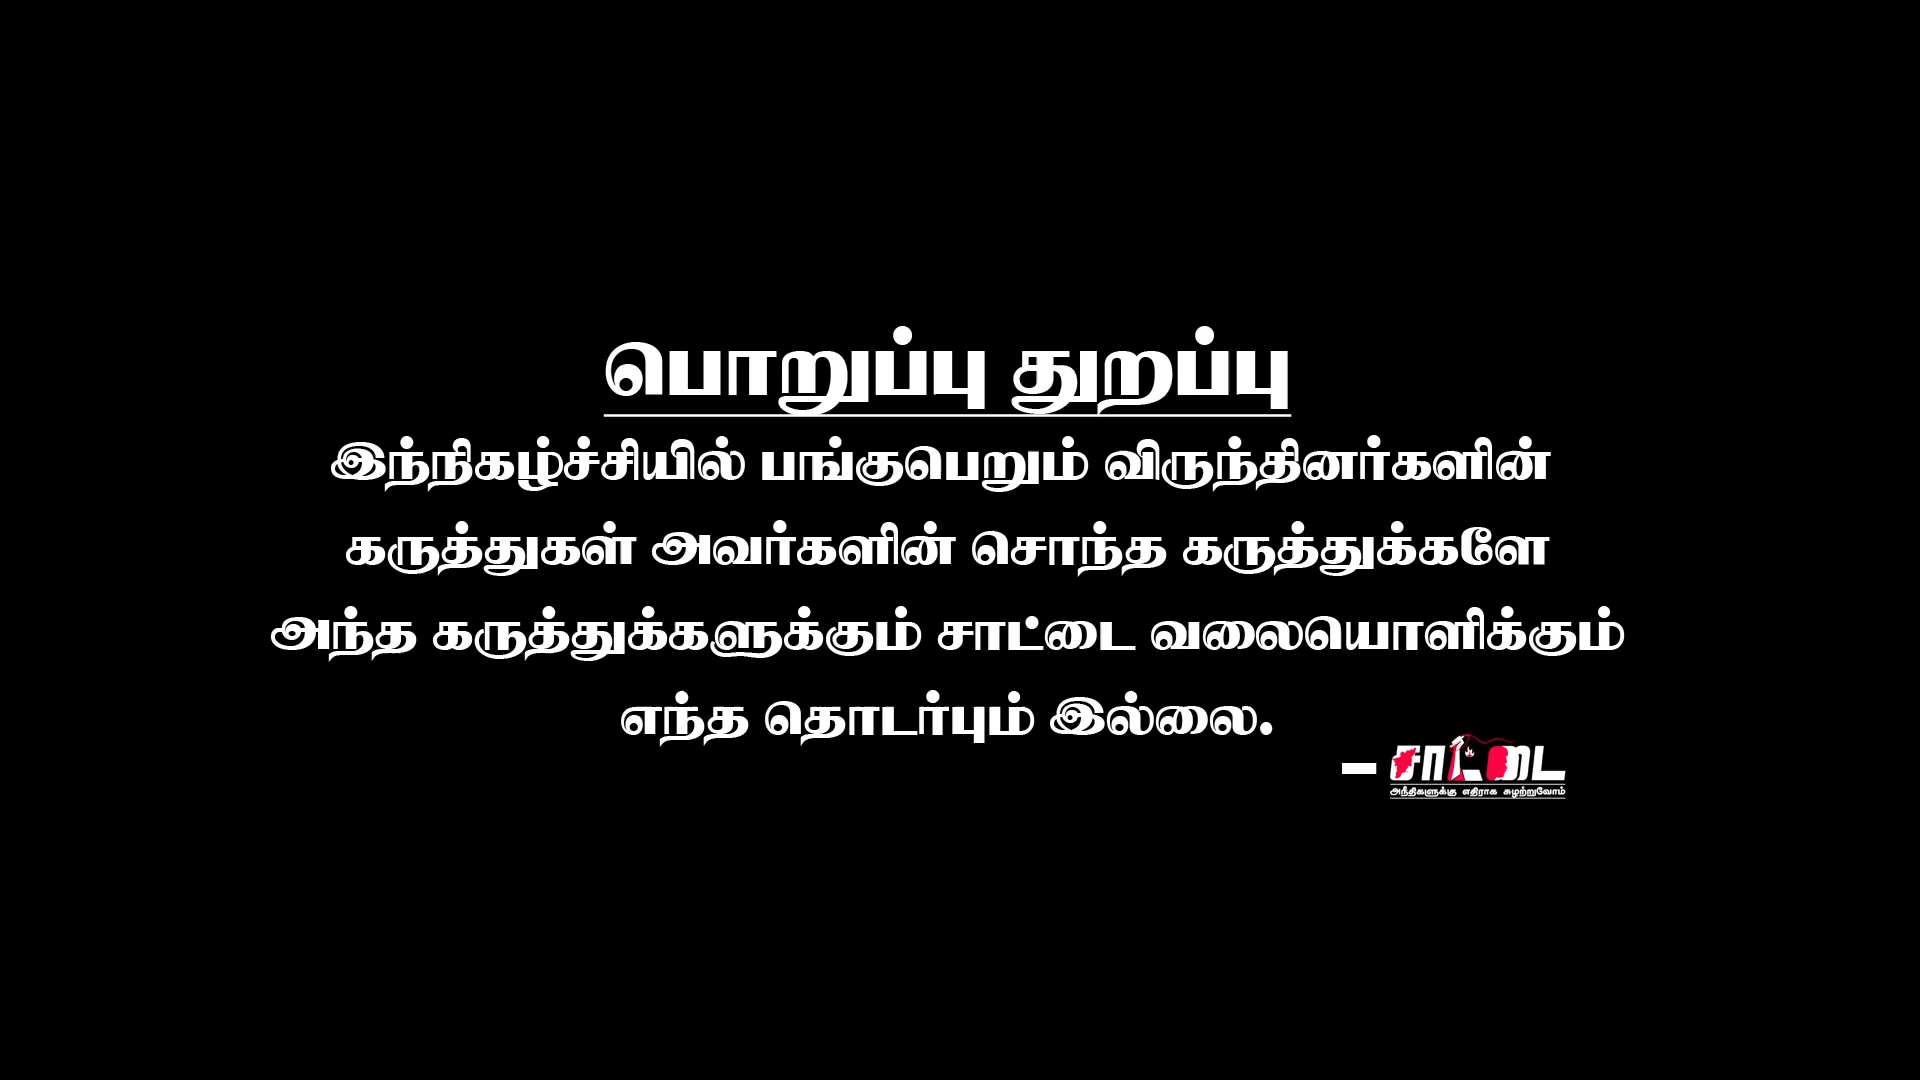 பொறுப்பு துறப்பு
இந்நிகழ்ச்சியில் பங்குபெறும் விருந்தினர்களின்
கருத்துகள் அவர்களின் சொந்த கருத்துக்களே
அந்த கருத்துக்களுக்கும் சாட்டை வலையொளிக்கும்
எந்த தொடர்பும் இல்லை.
- சாட்டை
அநீதிகளுக்கு எதிராக சுழற்றுவோம்